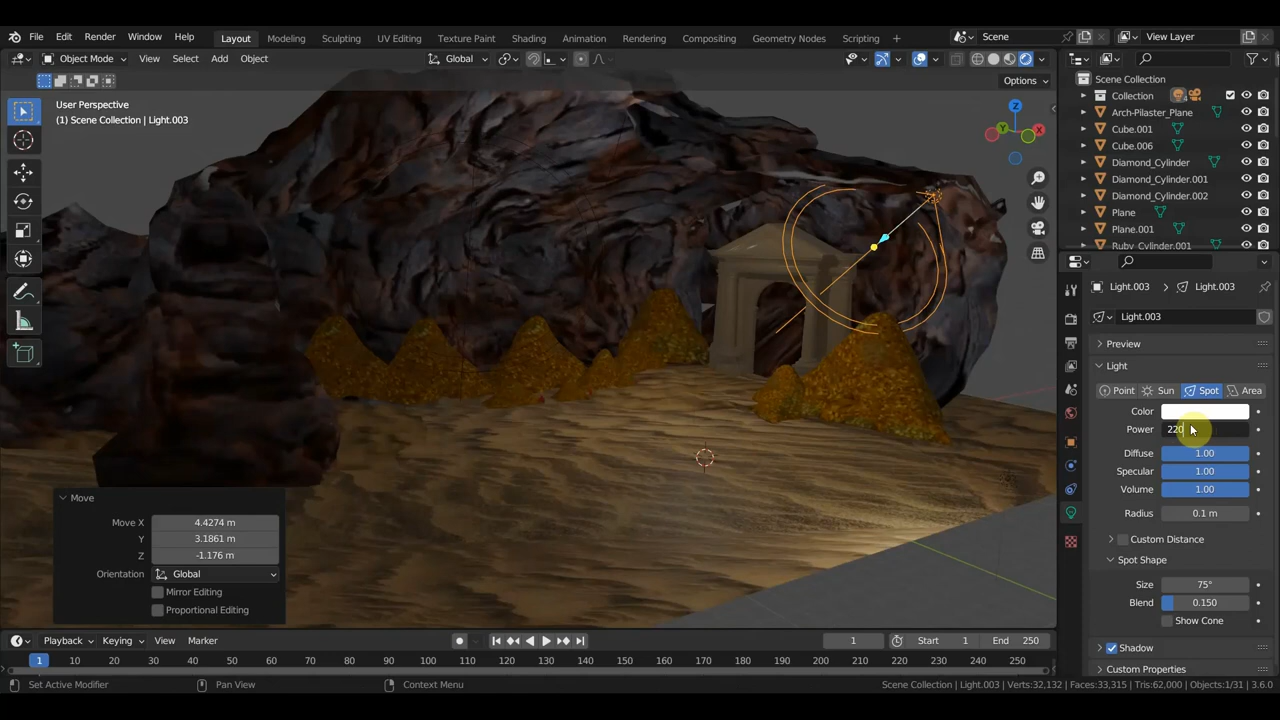 File Edit Render Window Help Layout Modeling Sculpting UV Editing Texture Paint Shading Animation Rendering Compositing Geometry Nodes Scripting + Scene View Layer
Object Mode View Select Add Object Global
Options
User Perspective
(1) Scene Collection | Light.003
Z
Y
X
Scene Collection
Collection
Arch-Pilaster_Plane
Cube.001
Cube.006
Diamond_Cylinder
Diamond_Cylinder.001
Diamond_Cylinder.002
Plane
Plane.001
Ruby_Cylinder.001
Light.003 > Light.003
Light.003
Preview
Light
Point Sun Spot Area
Color
Power 220
Diffuse 1.00
Specular 1.00
Volume 1.00
Radius 0.1 m
Custom Distance
Spot Shape
Size 75°
Blend 0.150
Show Cone
Shadow
Custom Properties
Move
Move X 4.4274 m
Y 3.1861 m
Z -1.176 m
Orientation Global
Mirror Editing
Proportional Editing
Playback Keying View Marker 1 Start 1 End 250
1 10 20 30 40 50 60 70 80 90 100 110 120 130 140 150 160 170 180 190 200 210 220 230 240 250
Set Active Modifier Pan View Context Menu Scene Collection | Light.003 | Verts:32,132 | Faces:33,315 | Tris:62,000 | Objects:1/31 | 3.6.0